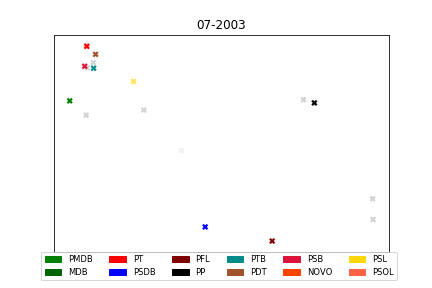 07-2003
PMDB PT PFL PTB PSB PSL
MDB PSDB PP PDT NOVO PSOL